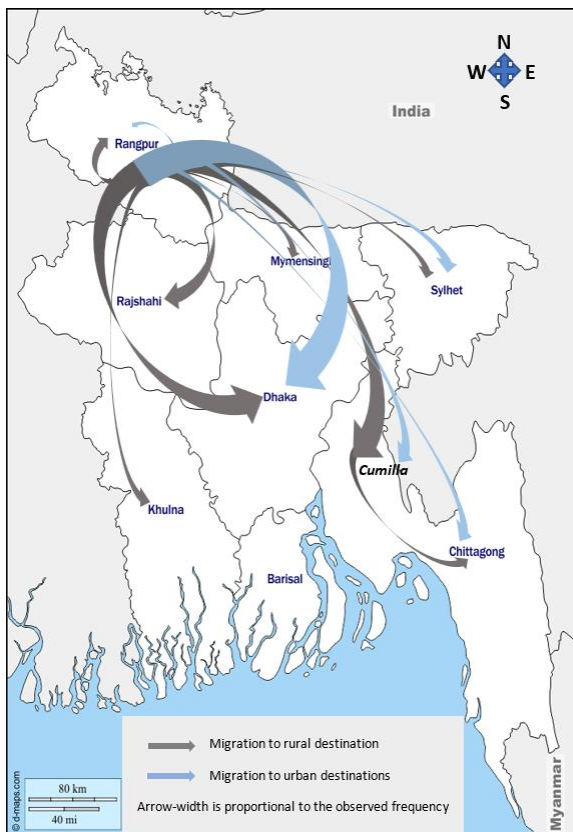 N
W E
S
India
Rangpur
Mymensingl
Sylhet
Rajshahi
Dhaka
Cumilla
Khulna
Chittagong
Barisal
Migration to rural destination
Migration to urban destinations
Arrow-width is proportional to the observed frequency
80 km
40 mi
© d-maps.com
Myanmar